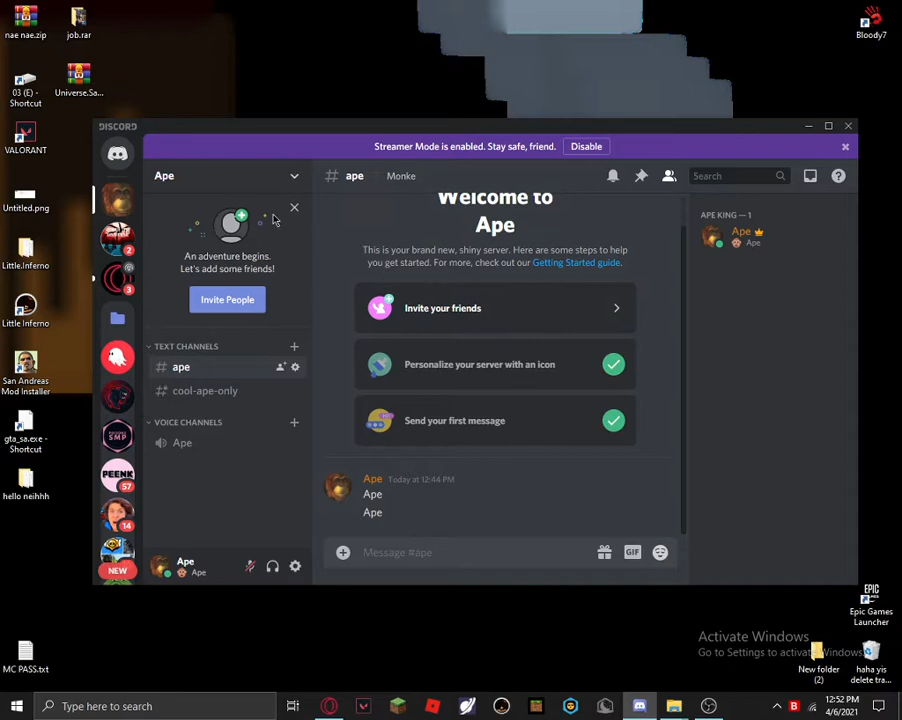 nae nae.zip
job.rar
Bloody7
03 (E) -
Shortcut
Universe.Sa...
VALORANT
Untitled.png
Little.Inferno
Little Inferno
San Andreas
Mod Installer
gta_sa.exe -
Shortcut
hello neihhh
MC PASS.txt
DISCORD
Streamer Mode is enabled. Stay safe, friend.
Disable
Ape
ape
Monke
Search
An adventure begins.
Let's add some friends!
Invite People
TEXT CHANNELS
ape
cool-ape-only
VOICE CHANNELS
Ape
2
3
PEENK
57
14
NEW
Ape
Ape
Welcome to
Ape
This is your brand new, shiny server. Here are some steps to help
you get started. For more, check out our Getting Started guide.
Invite your friends
Personalize your server with an icon
Send your first message
Ape Today at 12:44 PM
Ape
Ape
Message #ape
GIF
APE KING — 1
Ape
Ape
EPIC
GAMES
Epic Games
Launcher
Activate Windows
Go to Settings to activate Windows.
New folder
(2)
haha yis
delete tra...
Type here to search
12:52 PM
4/6/2021